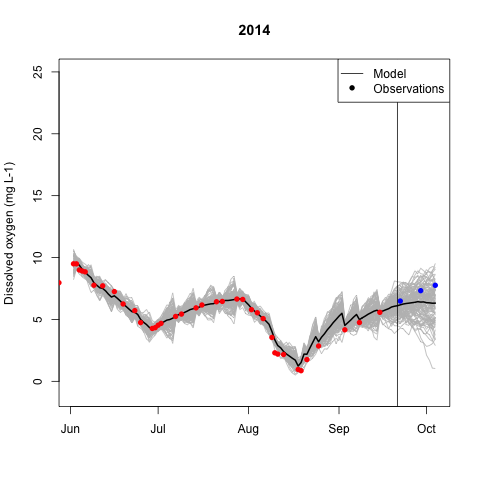 2014
Model
Observations
Dissolved oxygen (mg L-1)
25
20
15
10
5
0
Jun
Jul
Aug
Sep
Oct